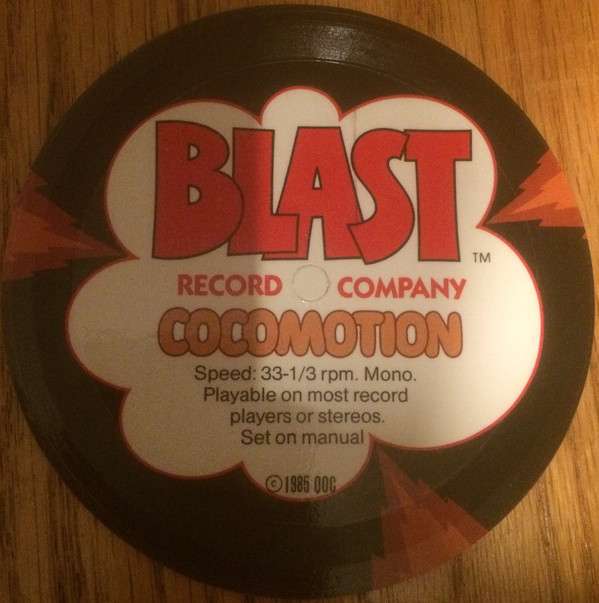 BLAST
™
RECORD COMPANY
COCOMOTION
Speed: 33-1/3 rpm. Mono.
Playable on most record
players or stereos.
Set on manual
© 1985 QOC